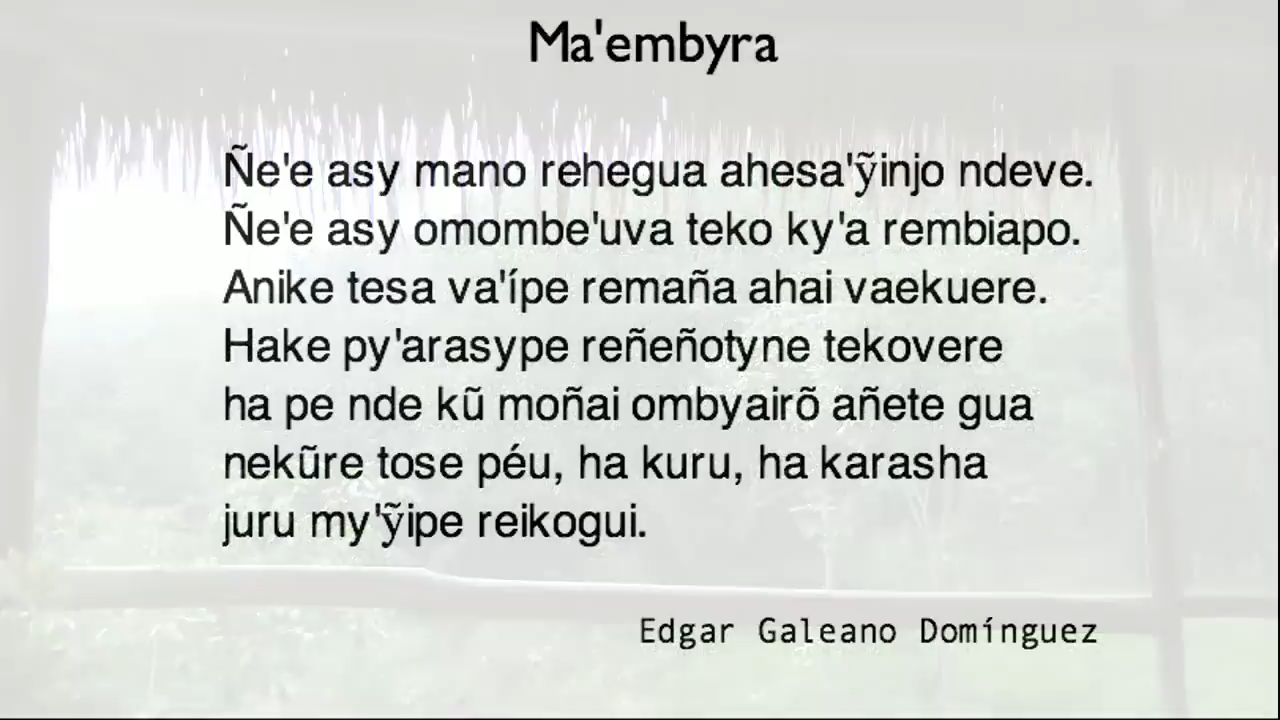 Ma'embyra
Ñe'e asy mano rehegua ahesa'ỹinjo ndeve.
Ñe'e asy omombe'uva teko ky'a rembiapo.
Anike tesa va'ípe remaña ahai vaekuere.
Hake py'arasype reñeñotyne tekovere
ha pe nde kũ moñai ombyairõ añete gua
nekũre tose péu, ha kuru, ha karasha
juru my'ỹipe reikogui.
Edgar Galeano Domínguez